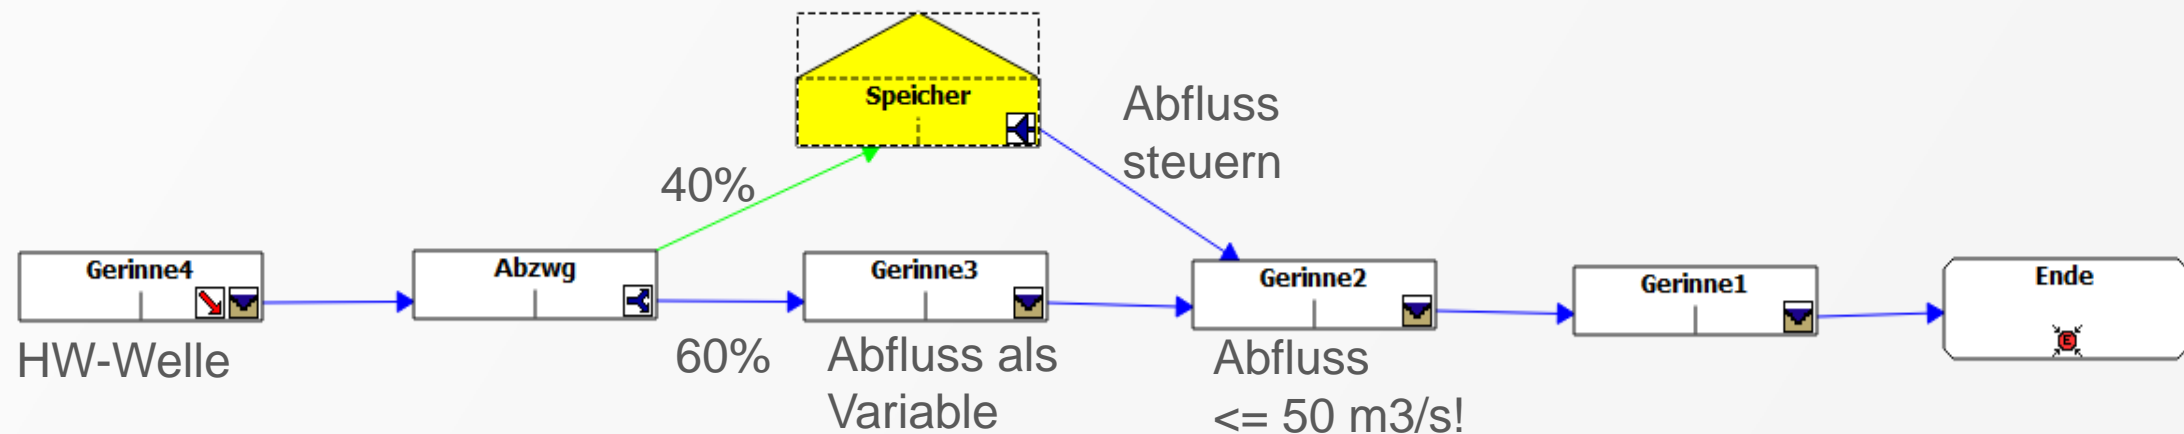 Speicher
Abfluss
steuern
40%
Gerinne4
Abzwg
Gerinne3
Gerinne2
Gerinne1
Ende
E
HW-Welle
60%
Abfluss als
Variable
Abfluss
<= 50 m3/s!